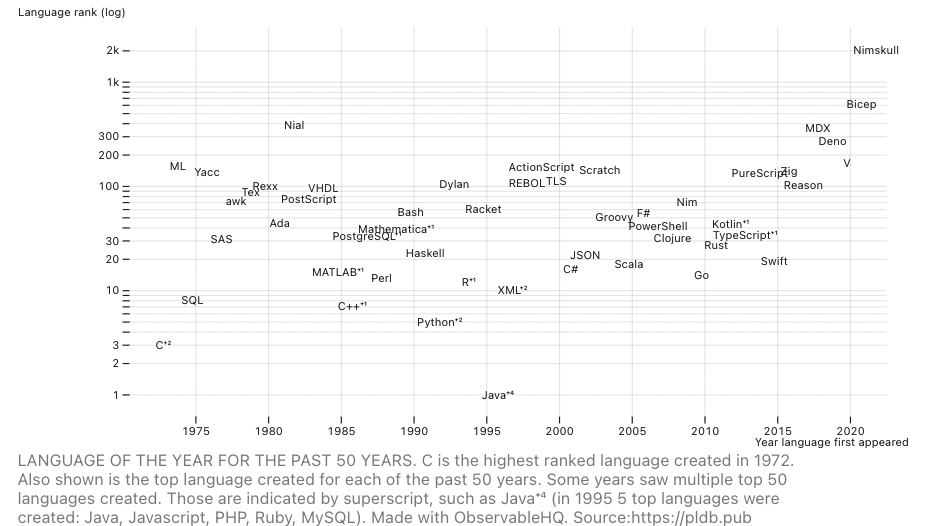 Language rank (log)
2k
Nimskull
1k
Bicep
Nial
MDX
300
Deno
200
ML
Yacc
ActionScript
Scratch
PureScript
Zig
V
100
Rexx
Tex
VHDL
Dylan
REBOL
TLS
Reason
awk
PostScript
Nim
Bash
Racket
Groovy
F#
Ada
Mathematica⁺¹
PowerShell
Kotlin⁺¹
30
SAS
PostgreSQL⁺¹
Clojure
TypeScript⁺¹
Rust
20
Haskell
JSON
Scala
Swift
MATLAB⁺¹
Perl
R⁺¹
C#
Go
10
XML⁺²
SQL
C++⁺¹
Python⁺²
3
C⁺²
2
1
Java⁺⁴
1975 1980 1985 1990 1995 2000 2005 2010 2015 2020
Year language first appeared
LANGUAGE OF THE YEAR FOR THE PAST 50 YEARS. C is the highest ranked language created in 1972.
Also shown is the top language created for each of the past 50 years. Some years saw multiple top 50
languages created. Those are indicated by superscript, such as Java⁺⁴ (in 1995 5 top languages were
created: Java, Javascript, PHP, Ruby, MySQL). Made with ObservableHQ. Source:https://pldb.pub